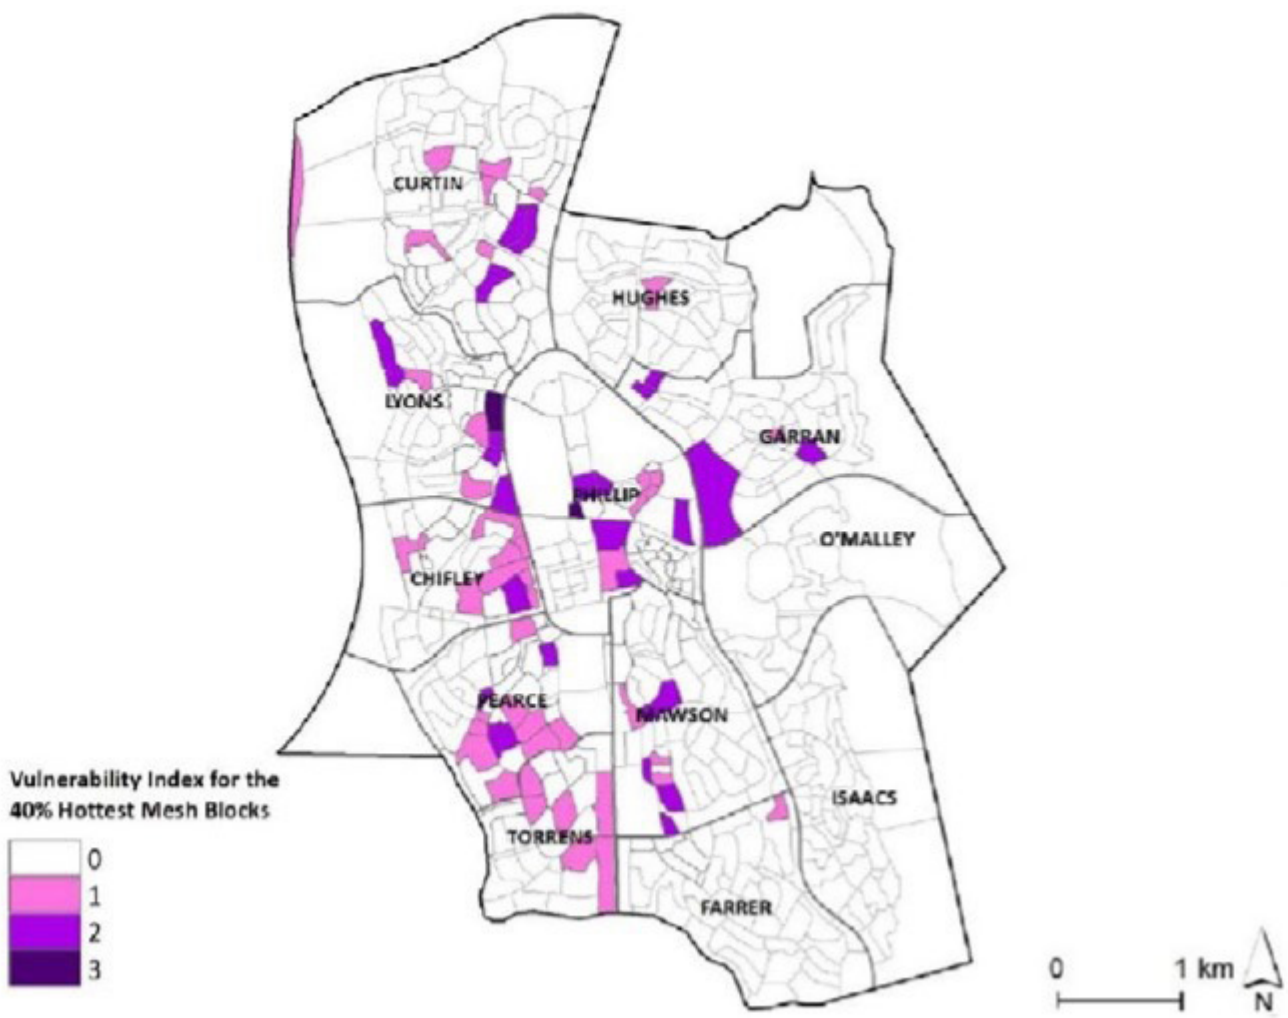 CURTIN
HUGHES
LYONS
GARRAN
PHILLIP
O'MALLEY
CHIFLEY
PEARCE
MAWSON
Vulnerability Index for the
40% Hottest Mesh Blocks
ISAACS
TORRENS
0
1
2
3
FARRER
0 1 km
N